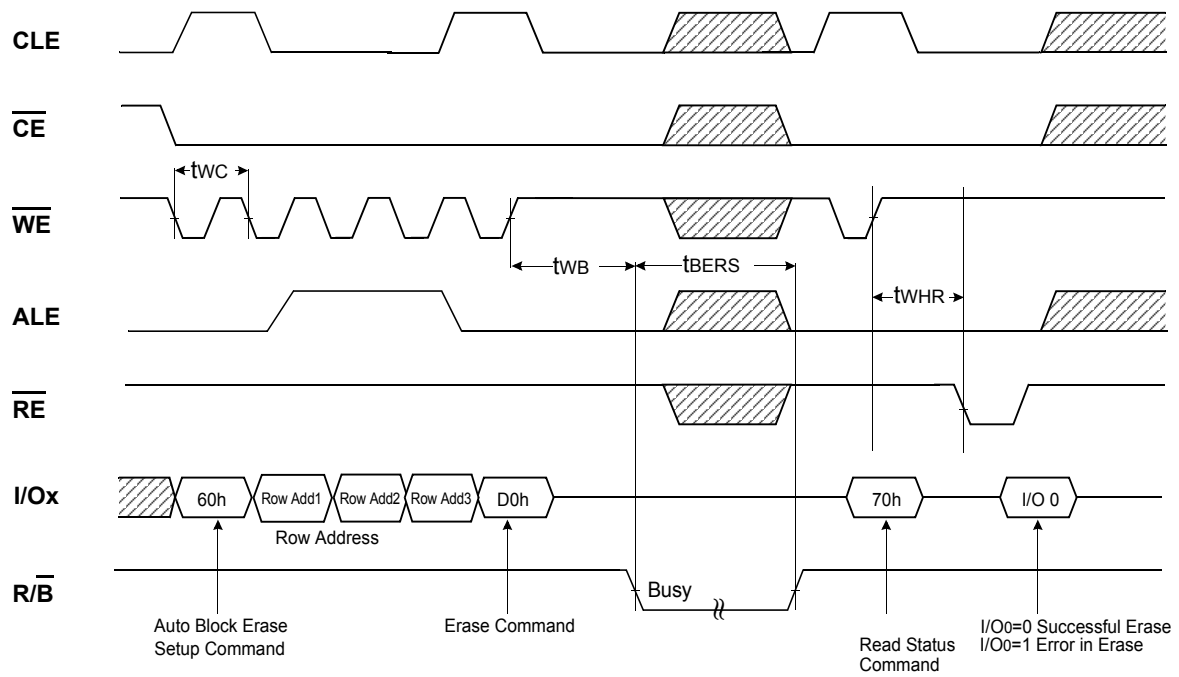 CLE
CE
tWC
WE
tWB
tBERS
tWHR
ALE
RE
I/Ox
60h
Row Add1
Row Add2
Row Add3
D0h
70h
I/O 0
Row Address
R/B
Busy
Auto Block Erase
Setup Command
Erase Command
Read Status
Command
I/O0=0 Successful Erase
I/O0=1 Error in Erase